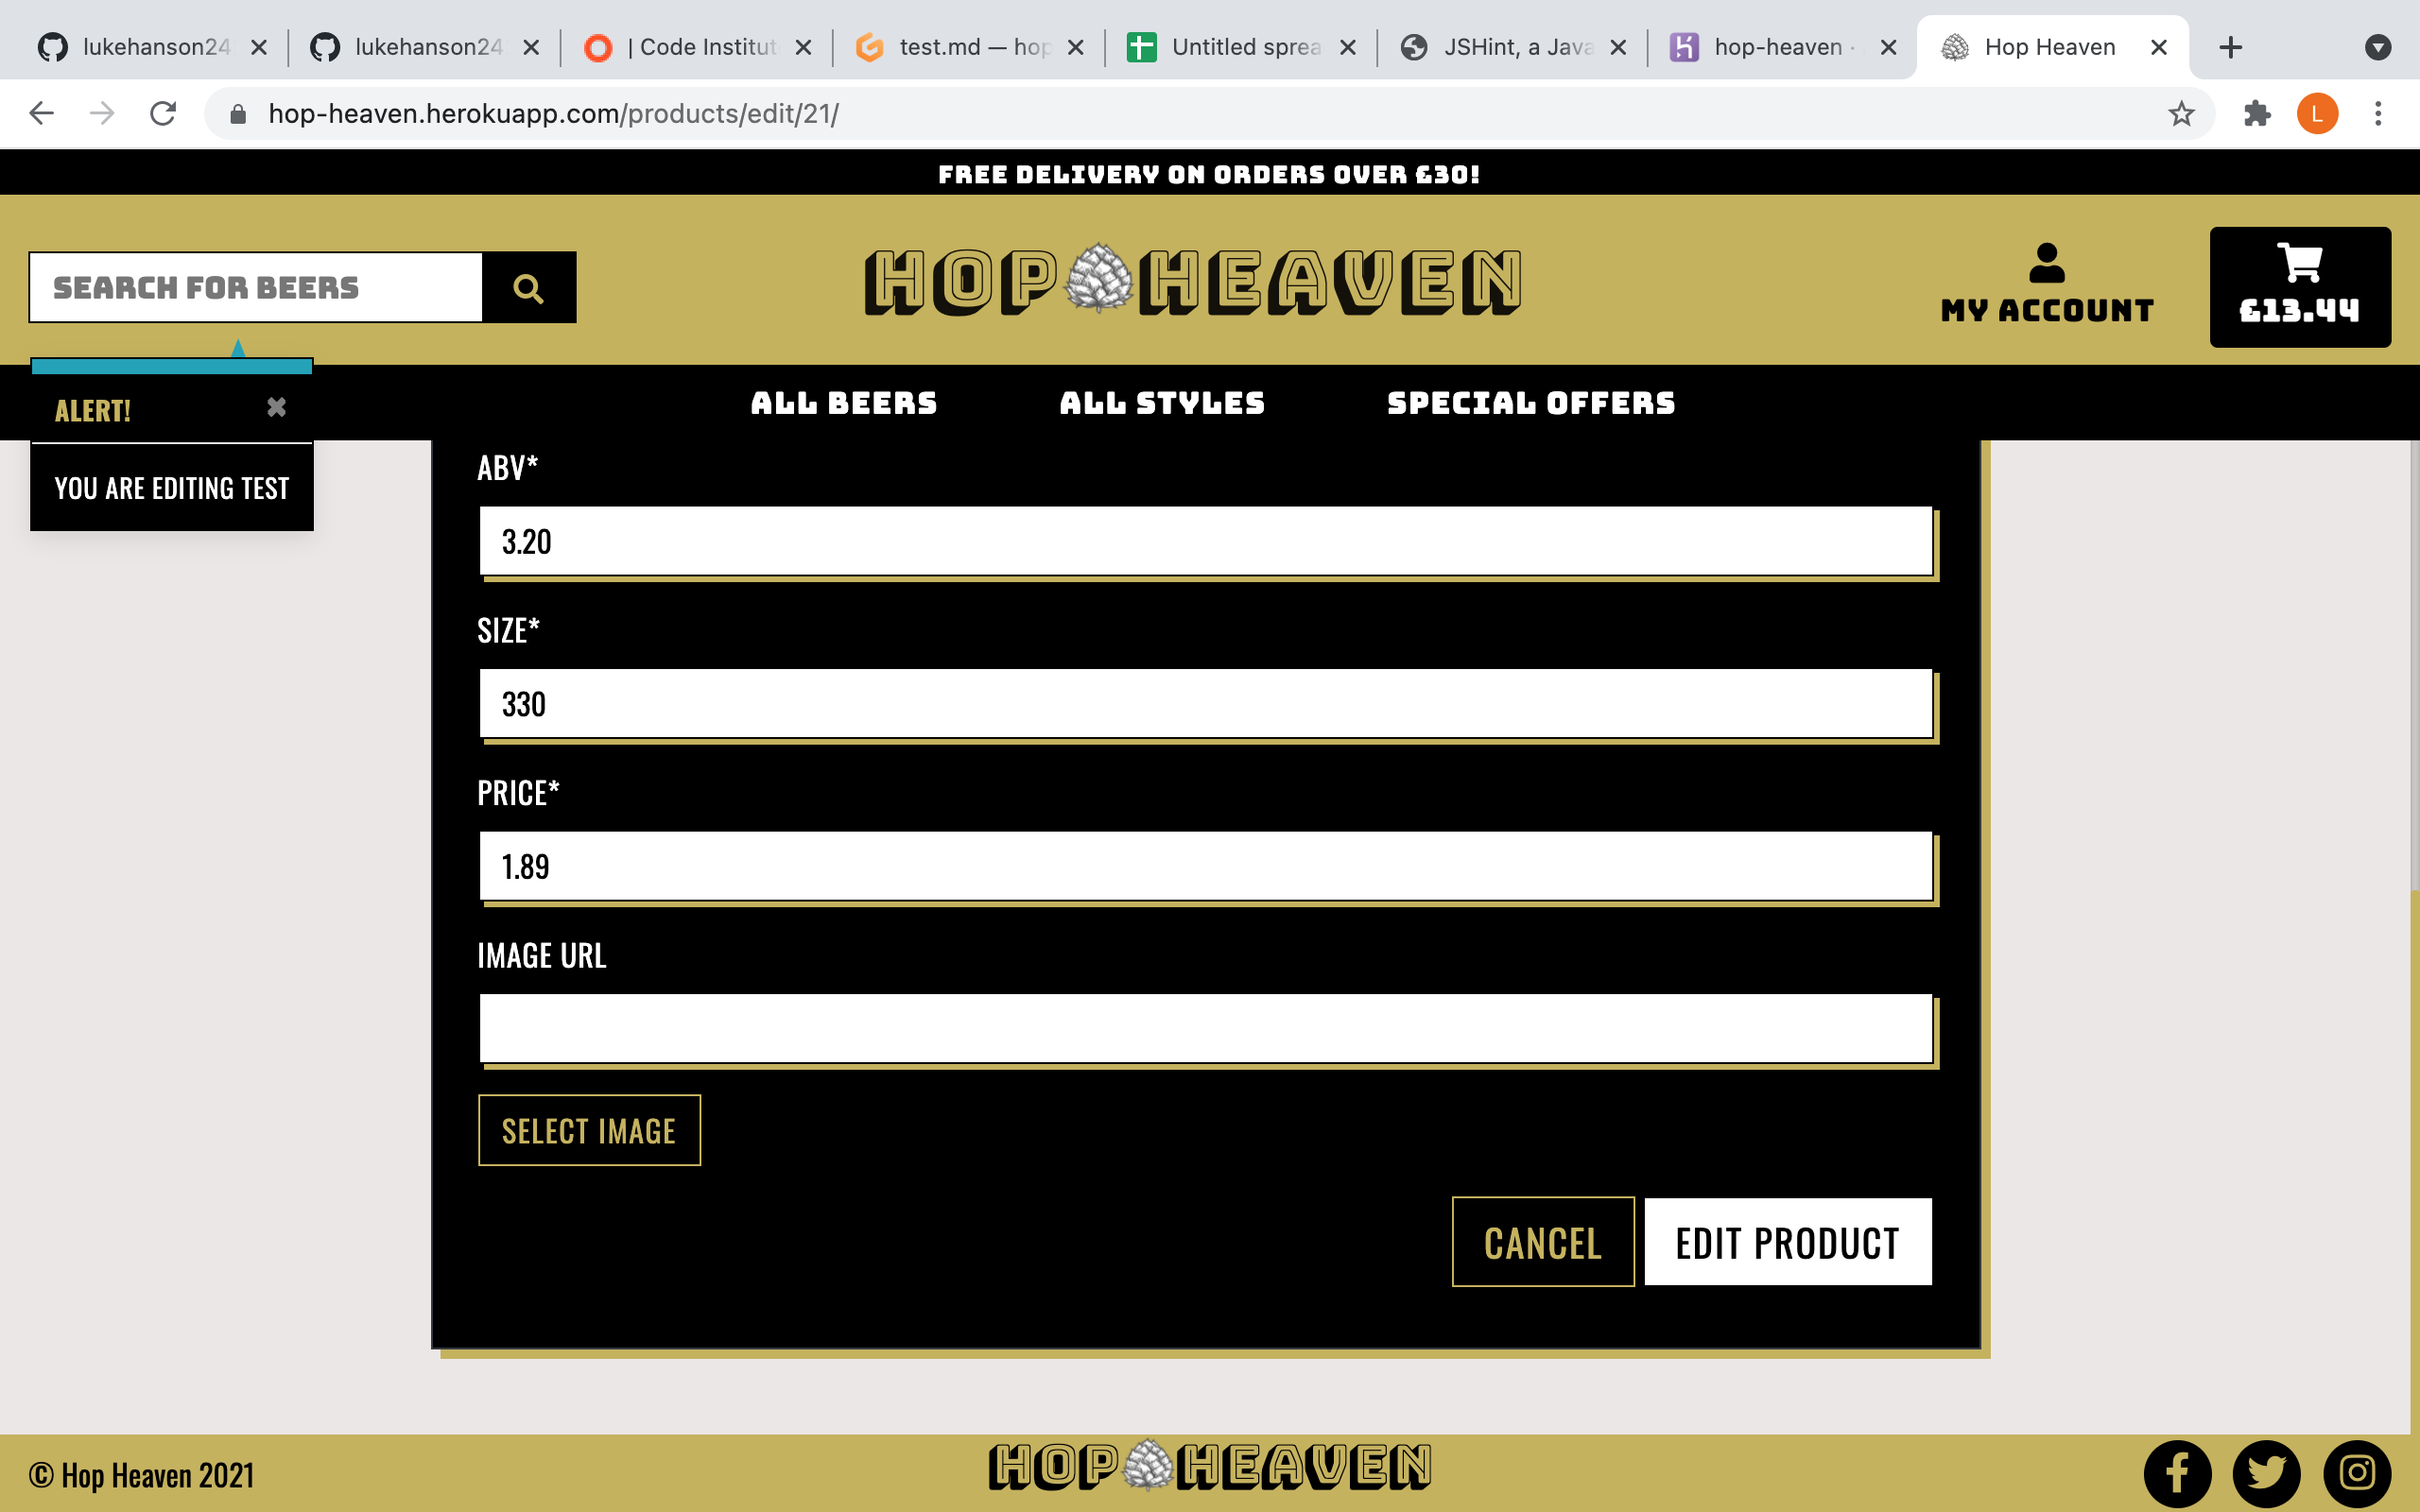 lukehanson24
lukehanson24
| Code Institut
test.md — hop
Untitled sprea
JSHint, a Java
hop-heaven ·
Hop Heaven
hop-heaven.herokuapp.com/products/edit/21/
L
FREE DELIVERY ON ORDERS OVER £30!
SEARCH FOR BEERS
HOP HEAVEN
MY ACCOUNT
£13.44
ALL BEERS
ALL STYLES
SPECIAL OFFERS
ALERT!
YOU ARE EDITING TEST
ABV*
3.20
SIZE*
330
PRICE*
1.89
IMAGE URL
SELECT IMAGE
CANCEL
EDIT PRODUCT
© Hop Heaven 2021
HOP HEAVEN